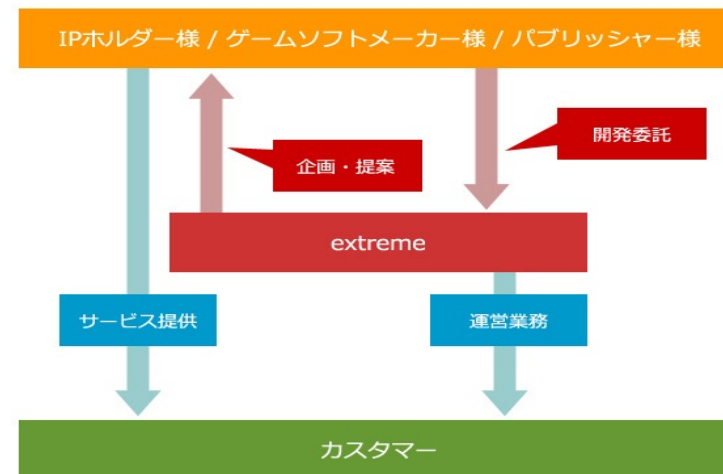 IPホルダー様 / ゲームソフトメーカー様 / パブリッシャー様
開発委託
企画・提案
extreme
サービス提供
運営業務
カスタマー